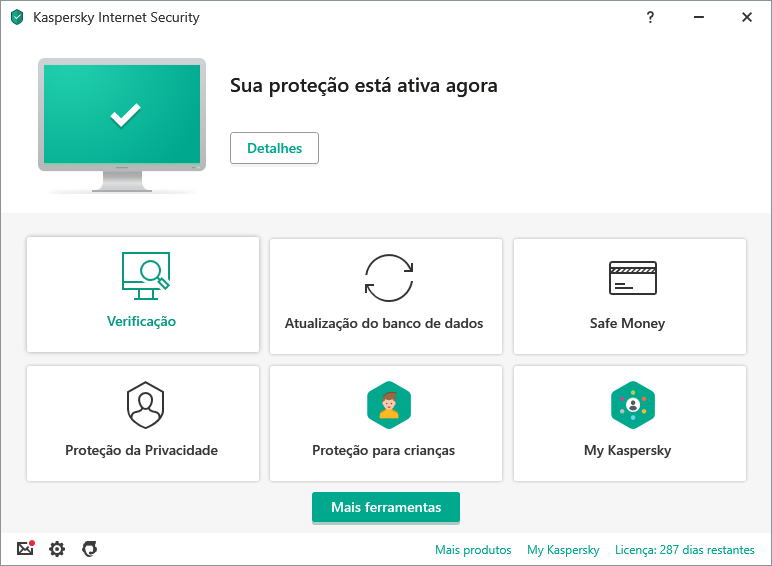 Kaspersky Internet Security
?
Sua proteção está ativa agora
Detalhes
Verificação
Atualização do banco de dados
Safe Money
Proteção da Privacidade
Proteção para crianças
My Kaspersky
Mais ferramentas
Mais produtos My Kaspersky Licença: 287 dias restantes